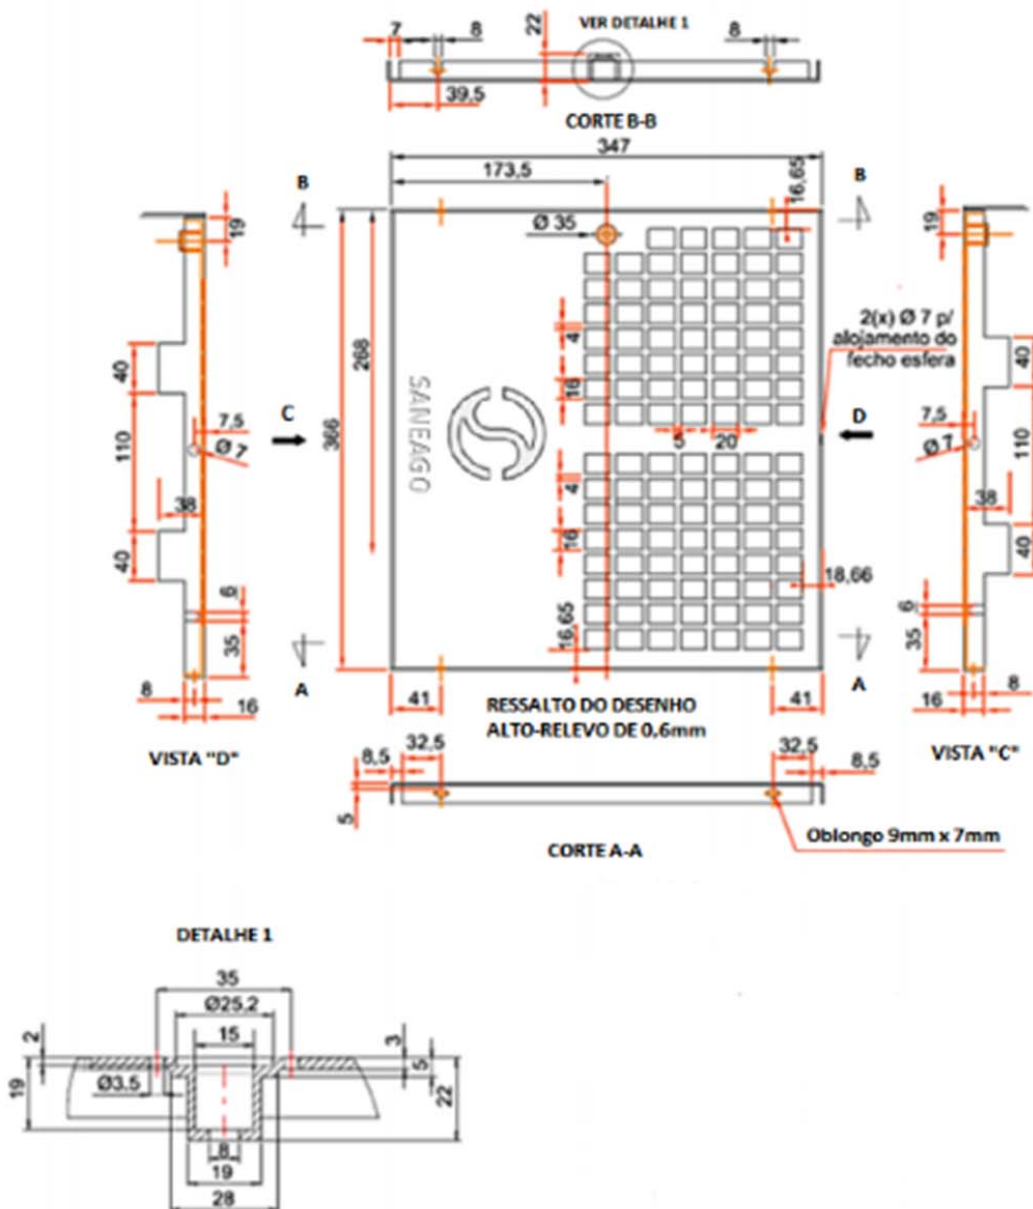 22
VER DETALHE 1
7
8
8
39,5
CORTE B-B
347
173,5
16,65
B
B
19
19
Ø 35
268
366
4
16
2(x) Ø 7 p/
alojamento do
fecho esfera
40
40
C
SANEAGO
D
7,5
Ø 7
7,5
Ø 7
110
110
5
20
38
38
4
16
40
40
18,66
6
6
16,65
35
35
A
A
8
16
41
RESSALTO DO DESENHO
ALTO-RELEVO DE 0,6mm
41
16
8
VISTA "D"
VISTA "C"
8,5
32,5
32,5
8,5
5
CORTE A-A
Oblongo 9mm x 7mm
DETALHE 1
35
Ø25,2
15
2
3
5
19
Ø3,5
22
8
19
28